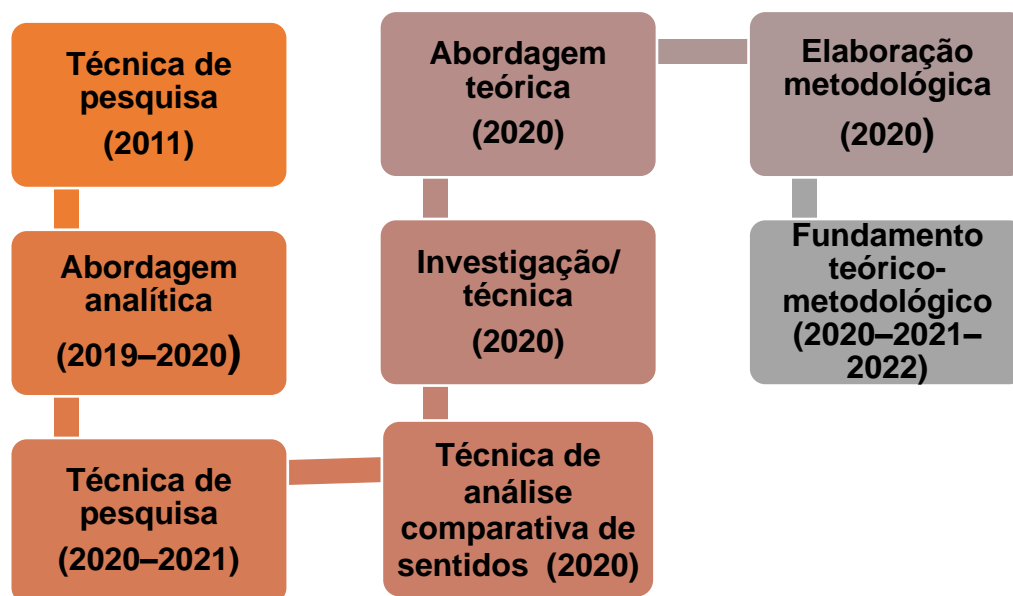 Técnica de
pesquisa
(2011)
Abordagem
analítica
(2019–2020)
Técnica de
pesquisa
(2020–2021)
Técnica de
análise
comparativa de
sentidos (2020)
Investigação/
técnica
(2020)
Abordagem
teórica
(2020)
Elaboração
metodológica
(2020)
Fundamento
teórico-
metodológico
(2020–2021–
2022)